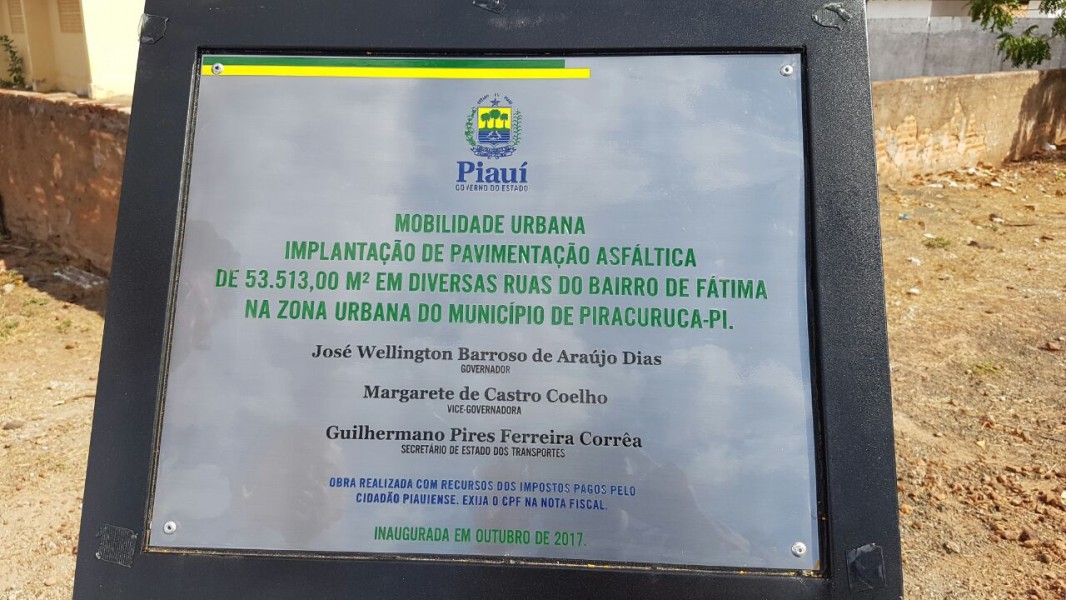 Piauí
GOVERNO DO ESTADO
MOBILIDADE URBANA
IMPLANTAÇÃO DE PAVIMENTAÇÃO ASFÁLTICA
DE 53.513,00 M² EM DIVERSAS RUAS DO BAIRRO DE FÁTIMA
NA ZONA URBANA DO MUNICÍPIO DE PIRACURUCA-PI.
José Wellington Barroso de Araújo Dias
GOVERNADOR
Margarete de Castro Coelho
VICE-GOVERNADORA
Guilhermano Pires Ferreira Corrêa
SECRETÁRIO DE ESTADO DOS TRANSPORTES
OBRA REALIZADA COM RECURSOS DOS IMPOSTOS PAGOS PELO
CIDADÃO PIAUIENSE. EXIJA O CPF NA NOTA FISCAL.
INAUGURADA EM OUTUBRO DE 2017.